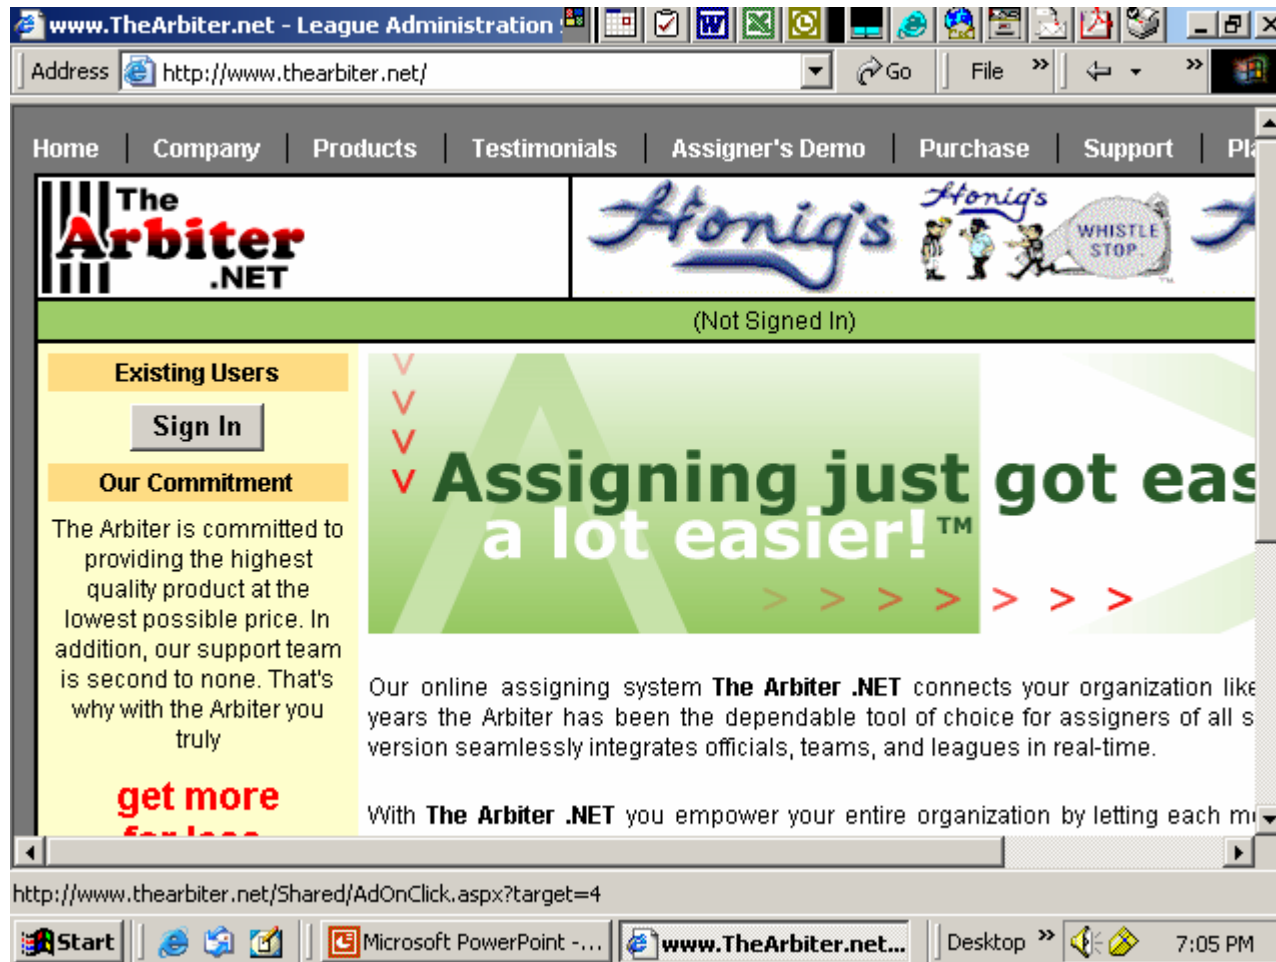 www.TheArbiter.net - League Administration
Address http://www.thearbiter.net/ Go File » »
Home | Company | Products | Testimonials | Assigner's Demo | Purchase | Support |
The
Arbiter
.NET
Honig's
Honig's
WHISTLE
STOP
(Not Signed In)
Existing Users
Sign In
Our Commitment
The Arbiter is committed to
providing the highest
quality product at the
lowest possible price. In
addition, our support team
is second to none. That's
why with the Arbiter you
truly
get more
for less
Assigning just got eas
a lot easier!™
> > > > > > >
Our online assigning system The Arbiter .NET connects your organization like
years the Arbiter has been the dependable tool of choice for assigners of all s
version seamlessly integrates officials, teams, and leagues in real-time.
With The Arbiter .NET you empower your entire organization by letting each m
http://www.thearbiter.net/Shared/AdOnClick.aspx?target=4
Start Microsoft PowerPoint -... www.TheArbiter.net... Desktop » 7:05 PM